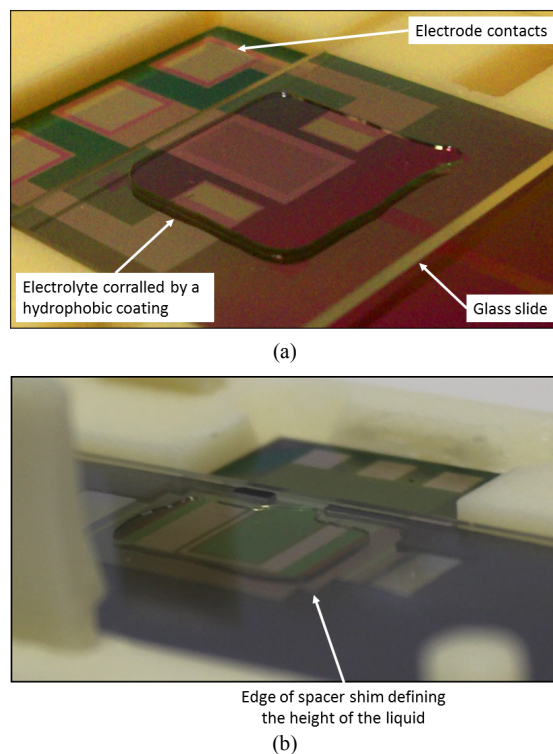 Electrode contacts
Electrolyte corralled by a
hydrophobic coating
Glass slide
(a)
Edge of spacer shim defining
the height of the liquid
(b)